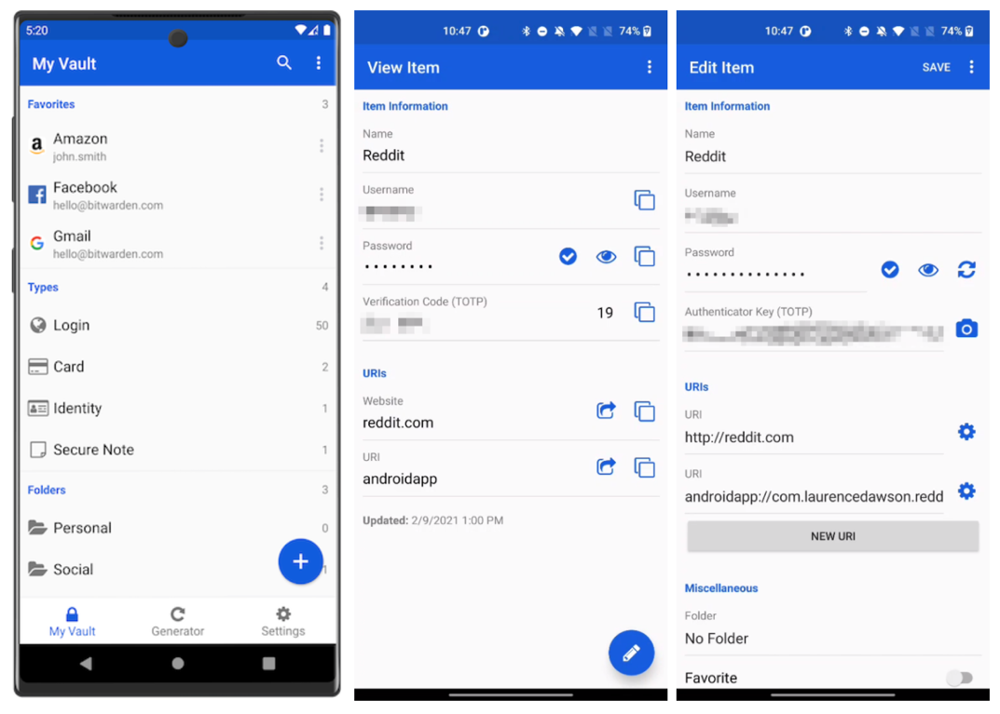 5:20
My Vault
Favorites 3
Amazon
john.smith
Facebook
hello@bitwarden.com
Gmail
hello@bitwarden.com
Types 4
Login 50
Card 2
Identity 1
Secure Note 1
Folders 3
Personal 0
Social 1
My Vault Generator Settings
10:47 74%
View Item
Item Information
Name
Reddit
Username
Password
Verification Code (TOTP)
19
URIs
Website
reddit.com
URI
androidapp
Updated: 2/9/2021 1:00 PM
10:47 74%
Edit Item SAVE
Item Information
Name
Reddit
Username
Password
Authenticator Key (TOTP)
URIs
URI
http://reddit.com
URI
androidapp://com.laurencedawson.redd
NEW URI
Miscellaneous
Folder
No Folder
Favorite